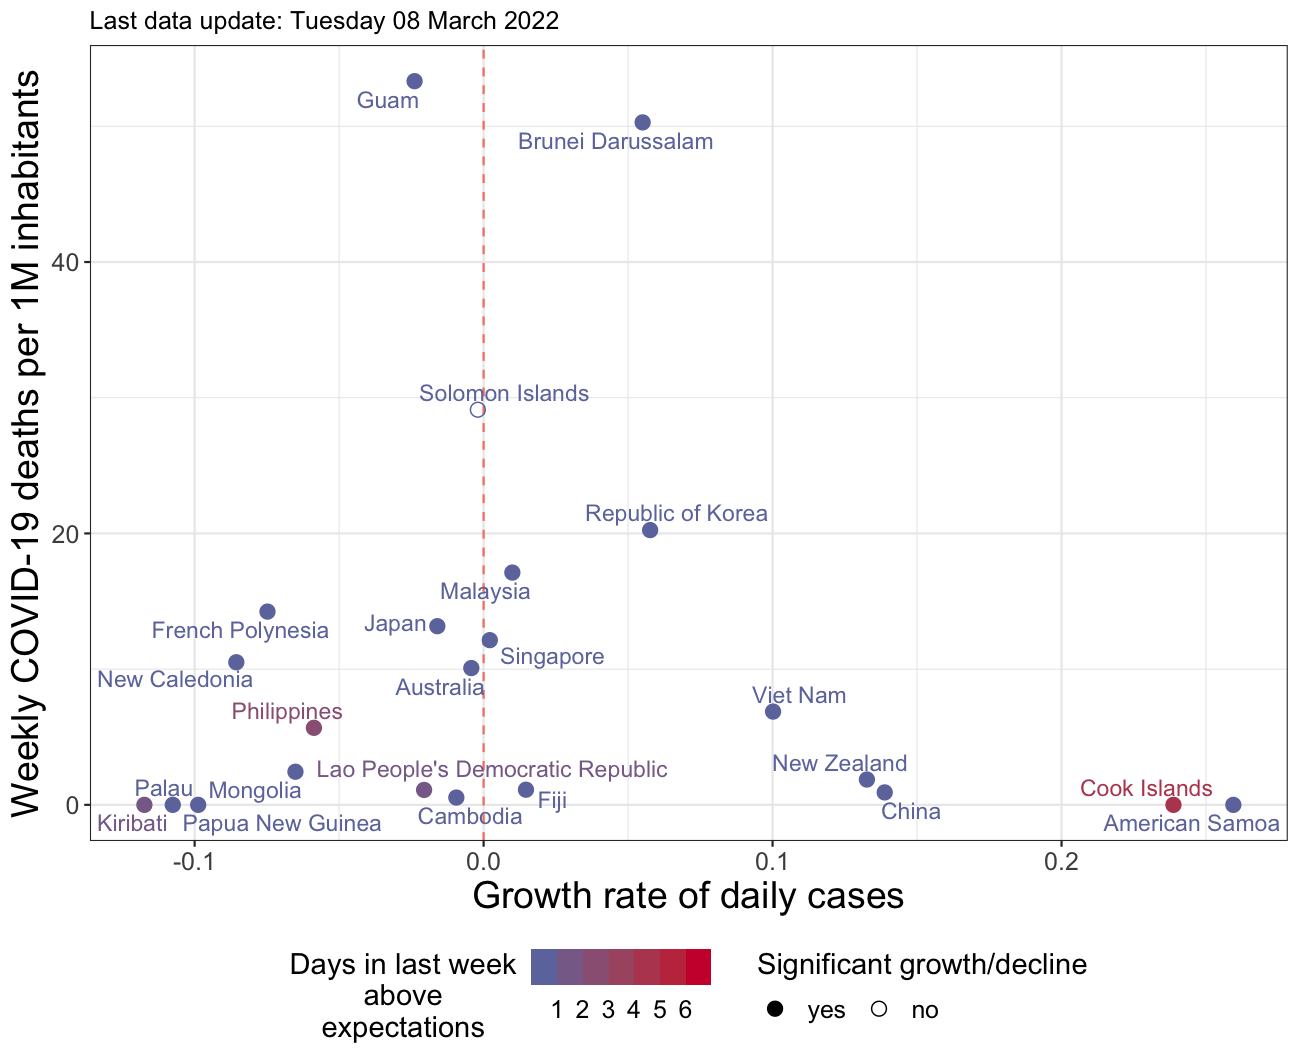 Last data update: Tuesday 08 March 2022
Weekly COVID-19 deaths per 1M inhabitants
40
20
0
Guam
Brunei Darussalam
Solomon Islands
Republic of Korea
Malaysia
French Polynesia
Japan
Singapore
New Caledonia
Australia
Philippines
Viet Nam
Lao People's Democratic Republic
New Zealand
Palau
Mongolia
Fiji
Cook Islands
Kiribati
Papua New Guinea
Cambodia
China
American Samoa
-0.1
0.0
0.1
0.2
Growth rate of daily cases
Days in last week
above
expectations
1 2 3 4 5 6
Significant growth/decline
yes
no